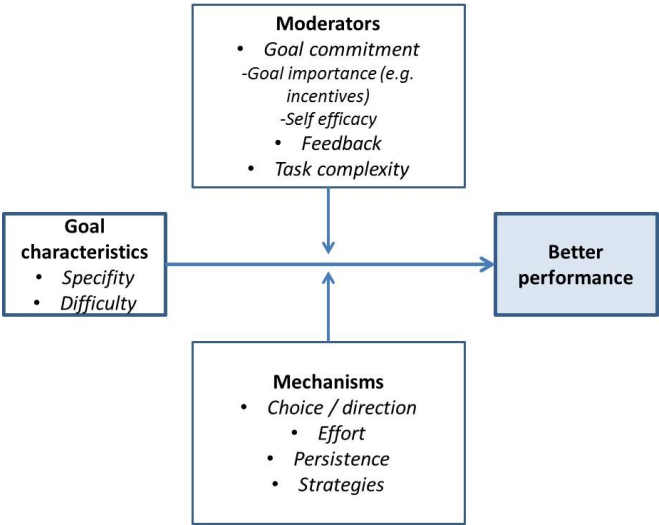 Moderators
• Goal commitment
-Goal importance (e.g.
incentives)
-Self efficacy
• Feedback
• Task complexity
Goal
characteristics
• Specifity
• Difficulty
Better
performance
Mechanisms
• Choice / direction
• Effort
• Persistence
• Strategies